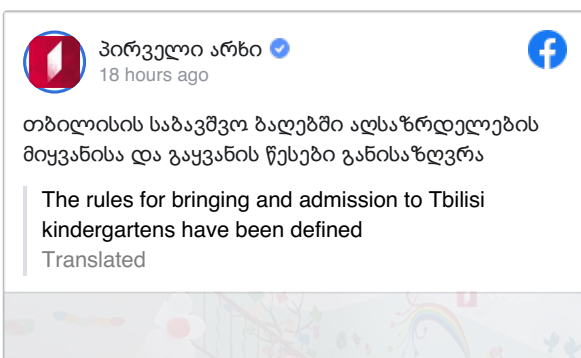 პირველი არხი
18 hours ago
თბილისის საბავშვო ბაღებში აღსაზრდელების
მიყვანისა და გაყვანის წესები განისაზღვრა
The rules for bringing and admission to Tbilisi
kindergartens have been defined
Translated